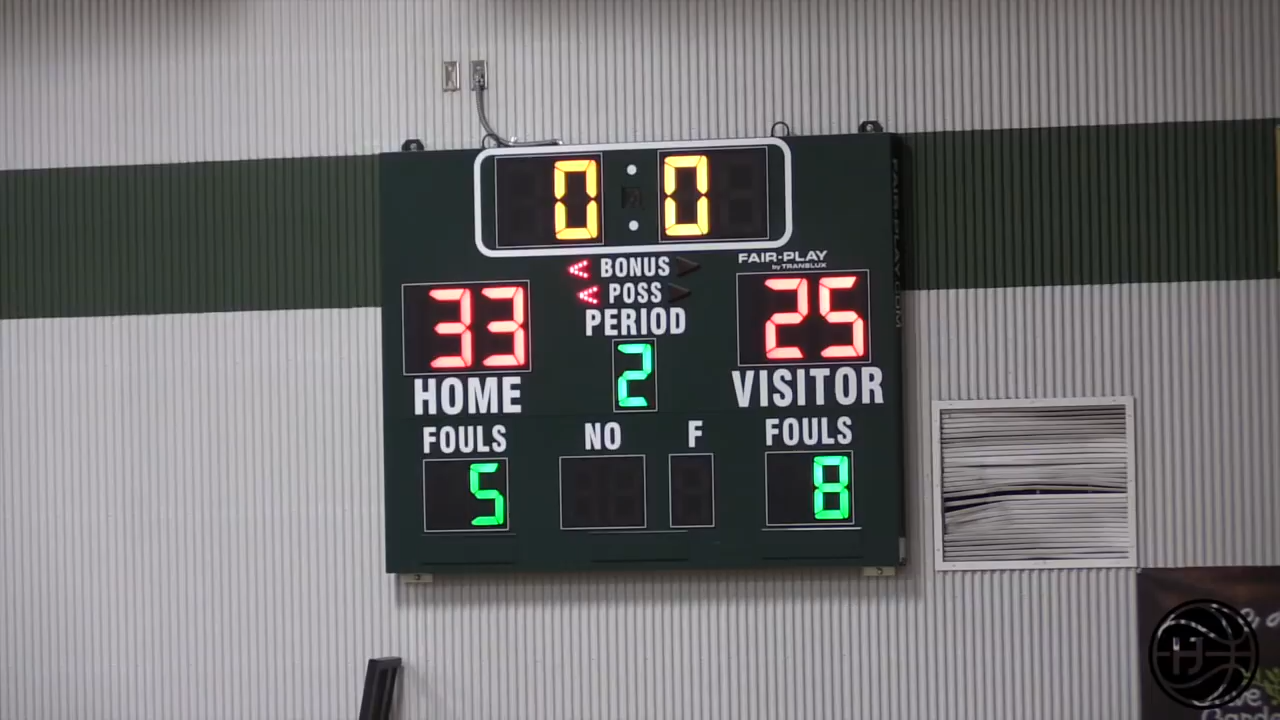 0 : 0
BONUS
FAIR-PLAY
by TRANS-LUX
POSS
33
25
PERIOD
2
HOME
VISITOR
FOULS
NO
F
FOULS
5
8
HJ